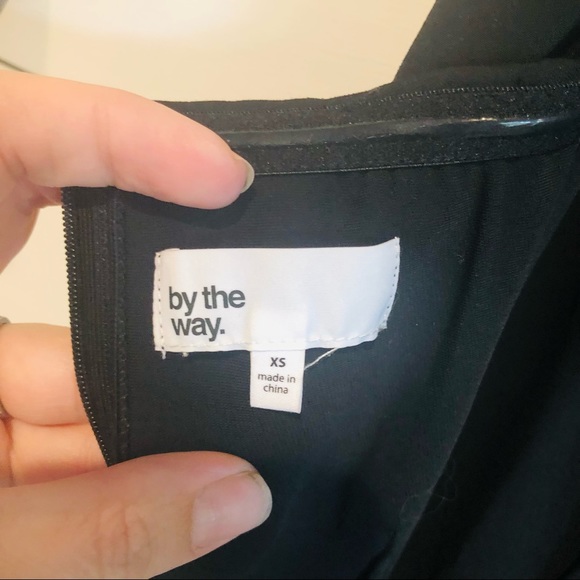 by the
way.
XS
made in
china